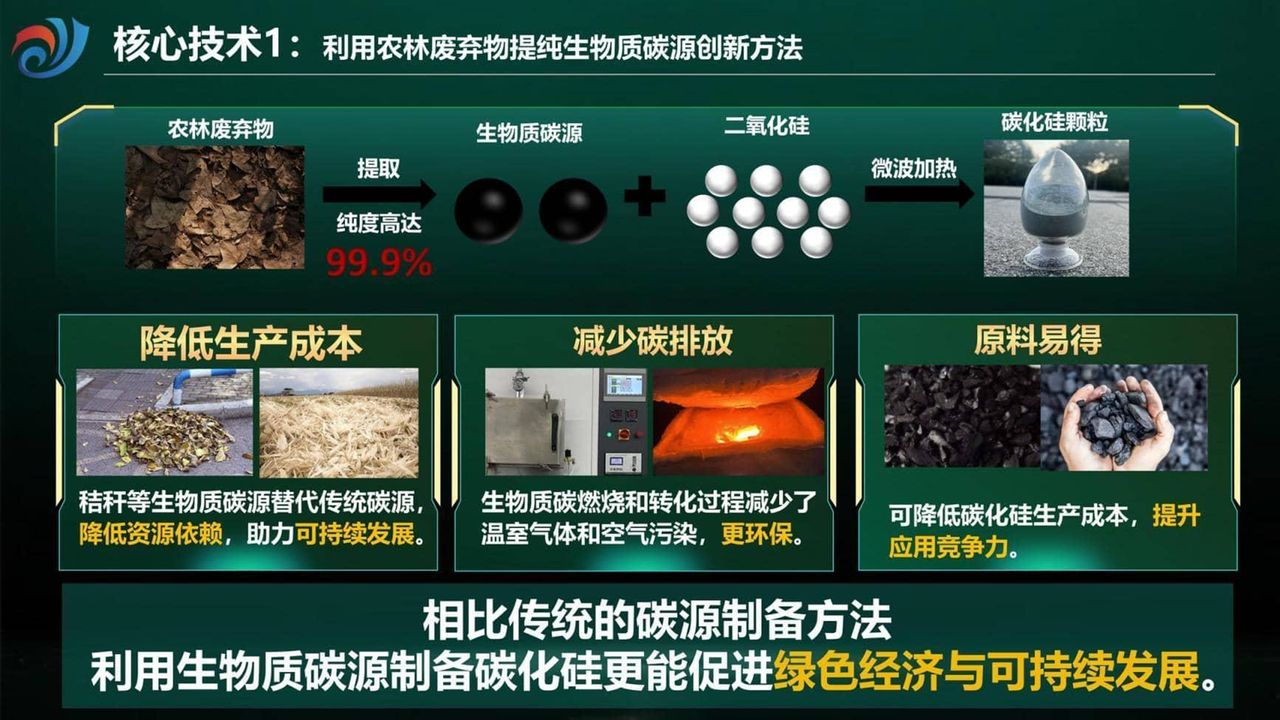 核心技术1：利用农林废弃物提纯生物质碳源创新方法
农林废弃物
提取
纯度高达
99.9%
生物质碳源
二氧化硅
微波加热
碳化硅颗粒
降低生产成本
秸秆等生物质碳源替代传统碳源，
降低资源依赖，助力可持续发展。
减少碳排放
生物质碳燃烧和转化过程减少了
温室气体和空气污染，更环保。
原料易得
可降低碳化硅生产成本，提升
应用竞争力。
相比传统的碳源制备方法
利用生物质碳源制备碳化硅更能促进绿色经济与可持续发展。